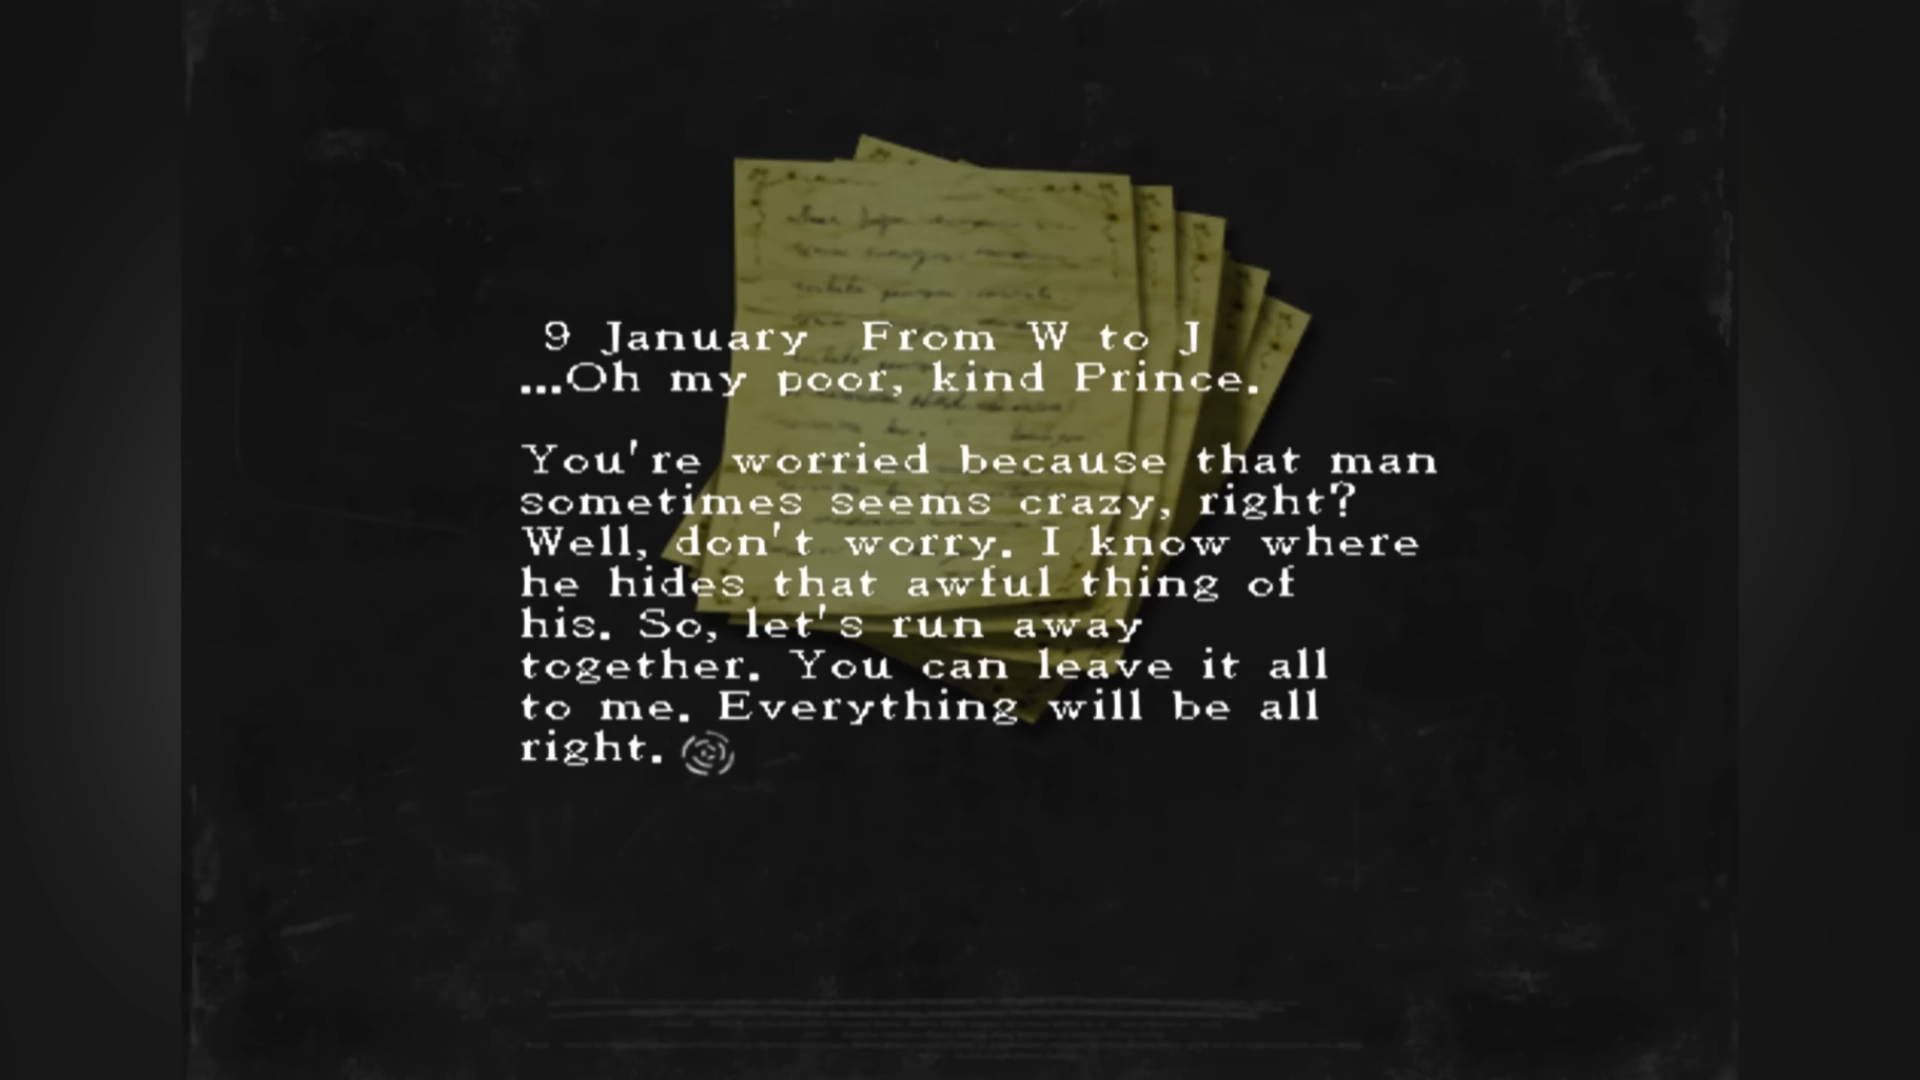 9 January  From W to J
...Oh my poor, kind Prince.
You're worried because that man
sometimes seems crazy, right?
Well, don't worry. I know where
he hides that awful thing of
his. So, let's run away
together. You can leave it all
to me. Everything will be all
right.